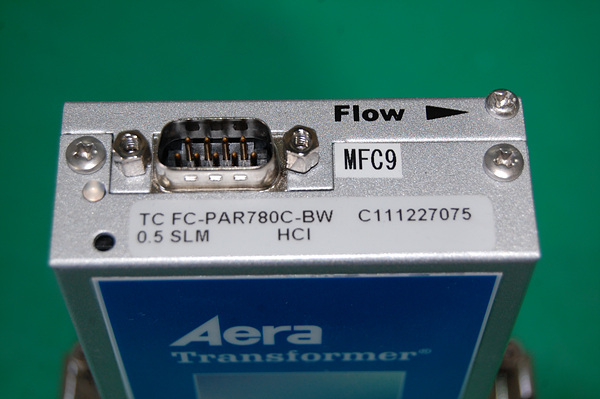 Flow
MFC9
TC FC-PAR780C-BW C111227075
0.5 SLM HCl
Aera
Transformer®